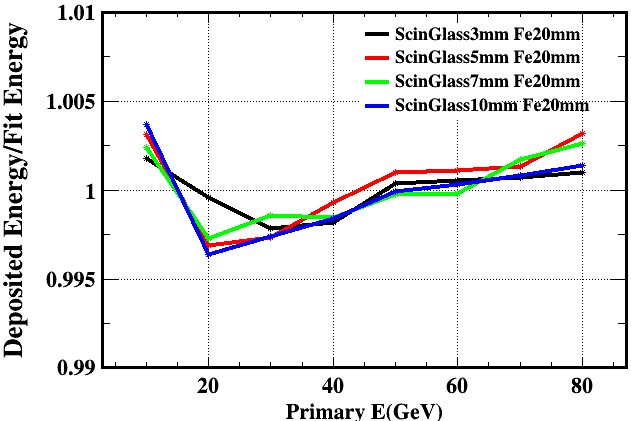 Deposited Energy/Fit Energy
1.01
1.005
1
0.995
0.99
ScinGlass3mm Fe20mm
ScinGlass5mm Fe20mm
ScinGlass7mm Fe20mm
ScinGlass10mm Fe20mm
20
40
60
80
Primary E(GeV)